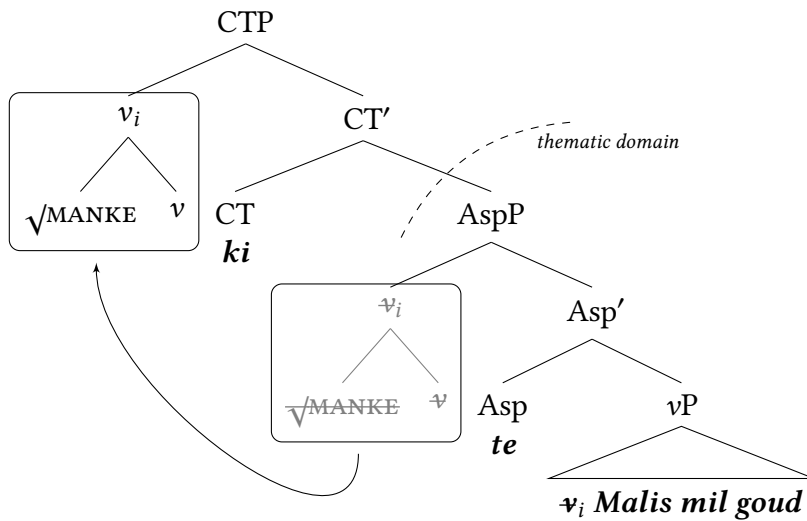 CTP
v_i CT′
thematic domain
√MANKE v CT AspP
ki
v_i Asp′
√MANKE v Asp vP
te
v_i Malis mil goud